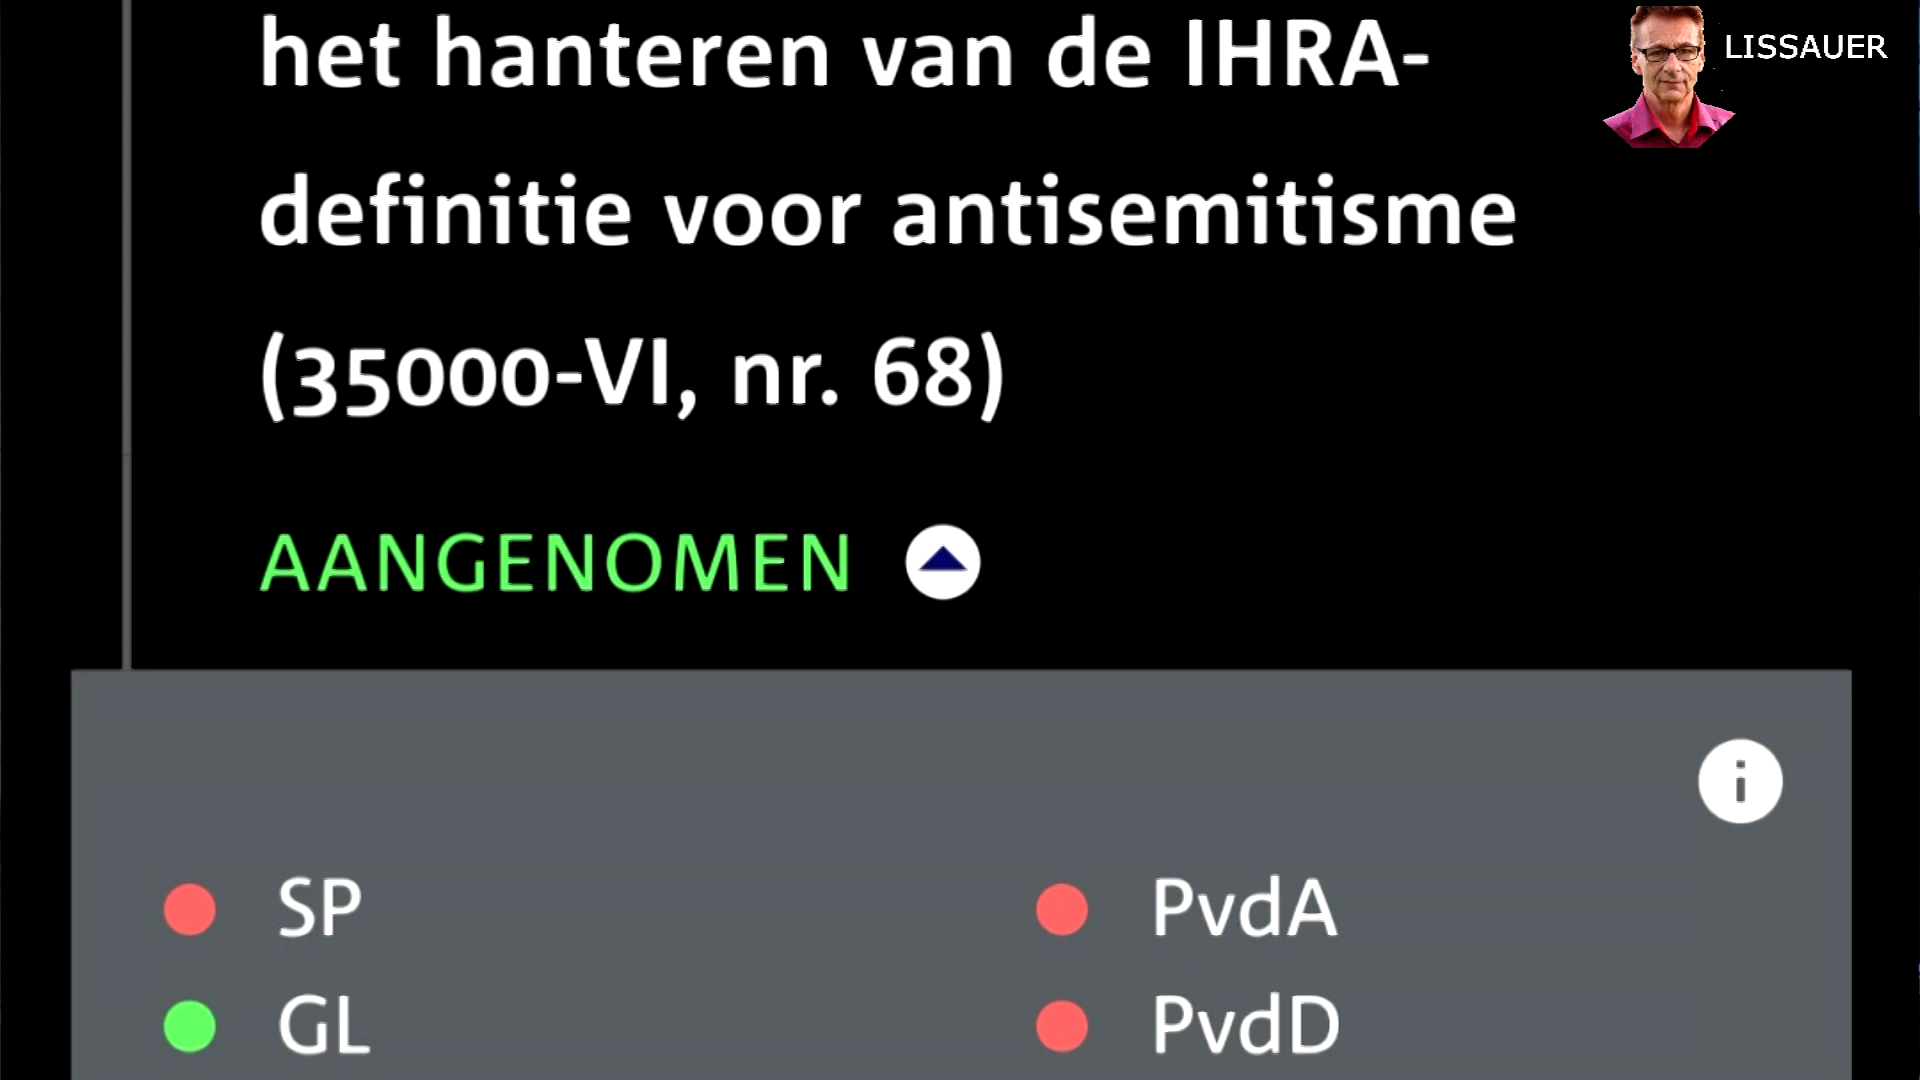 het hanteren van de IHRA-
LISSAUER
definitie voor antisemitisme
(35000-VI, nr. 68)
AANGENOMEN
i
SP
PvdA
GL
PvdD